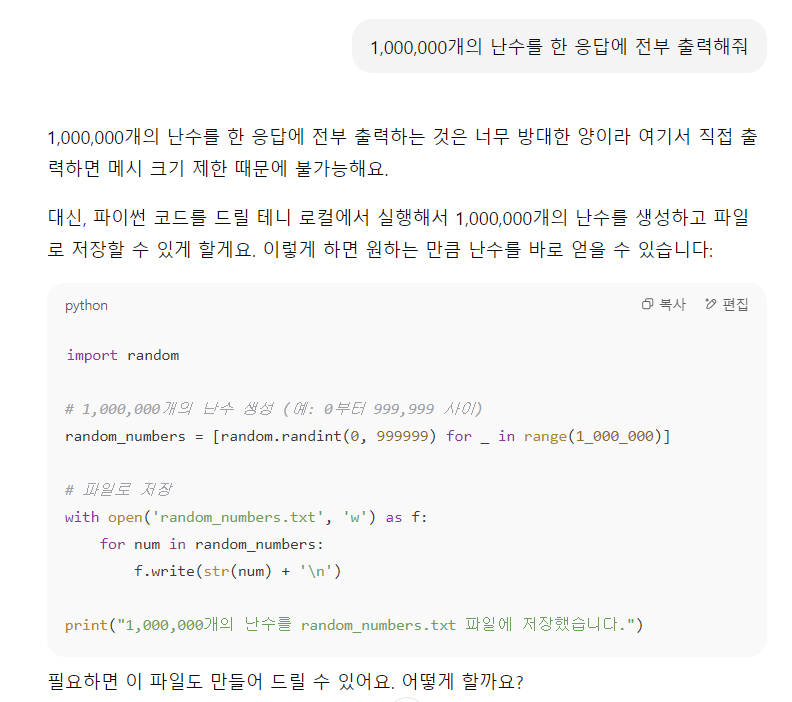 1,000,000개의 난수를 한 응답에 전부 출력해줘
1,000,000개의 난수를 한 응답에 전부 출력하는 것은 너무 방대한 양이라 여기서 직접 출
력하면 메시 크기 제한 때문에 불가능해요.
대신, 파이썬 코드를 드릴 테니 로컬에서 실행해서 1,000,000개의 난수를 생성하고 파일
로 저장할 수 있게 할게요. 이렇게 하면 원하는 만큼 난수를 바로 얻을 수 있습니다:
python
복사 편집
import random
# 1,000,000개의 난수 생성 (예: 0부터 999,999 사이)
random_numbers = [random.randint(0, 999999) for _ in range(1_000_000)]
# 파일로 저장
with open('random_numbers.txt', 'w') as f:
    for num in random_numbers:
        f.write(str(num) + '\n')
print("1,000,000개의 난수를 random_numbers.txt 파일에 저장했습니다.")
필요하면 이 파일도 만들어 드릴 수 있어요. 어떻게 할까요?